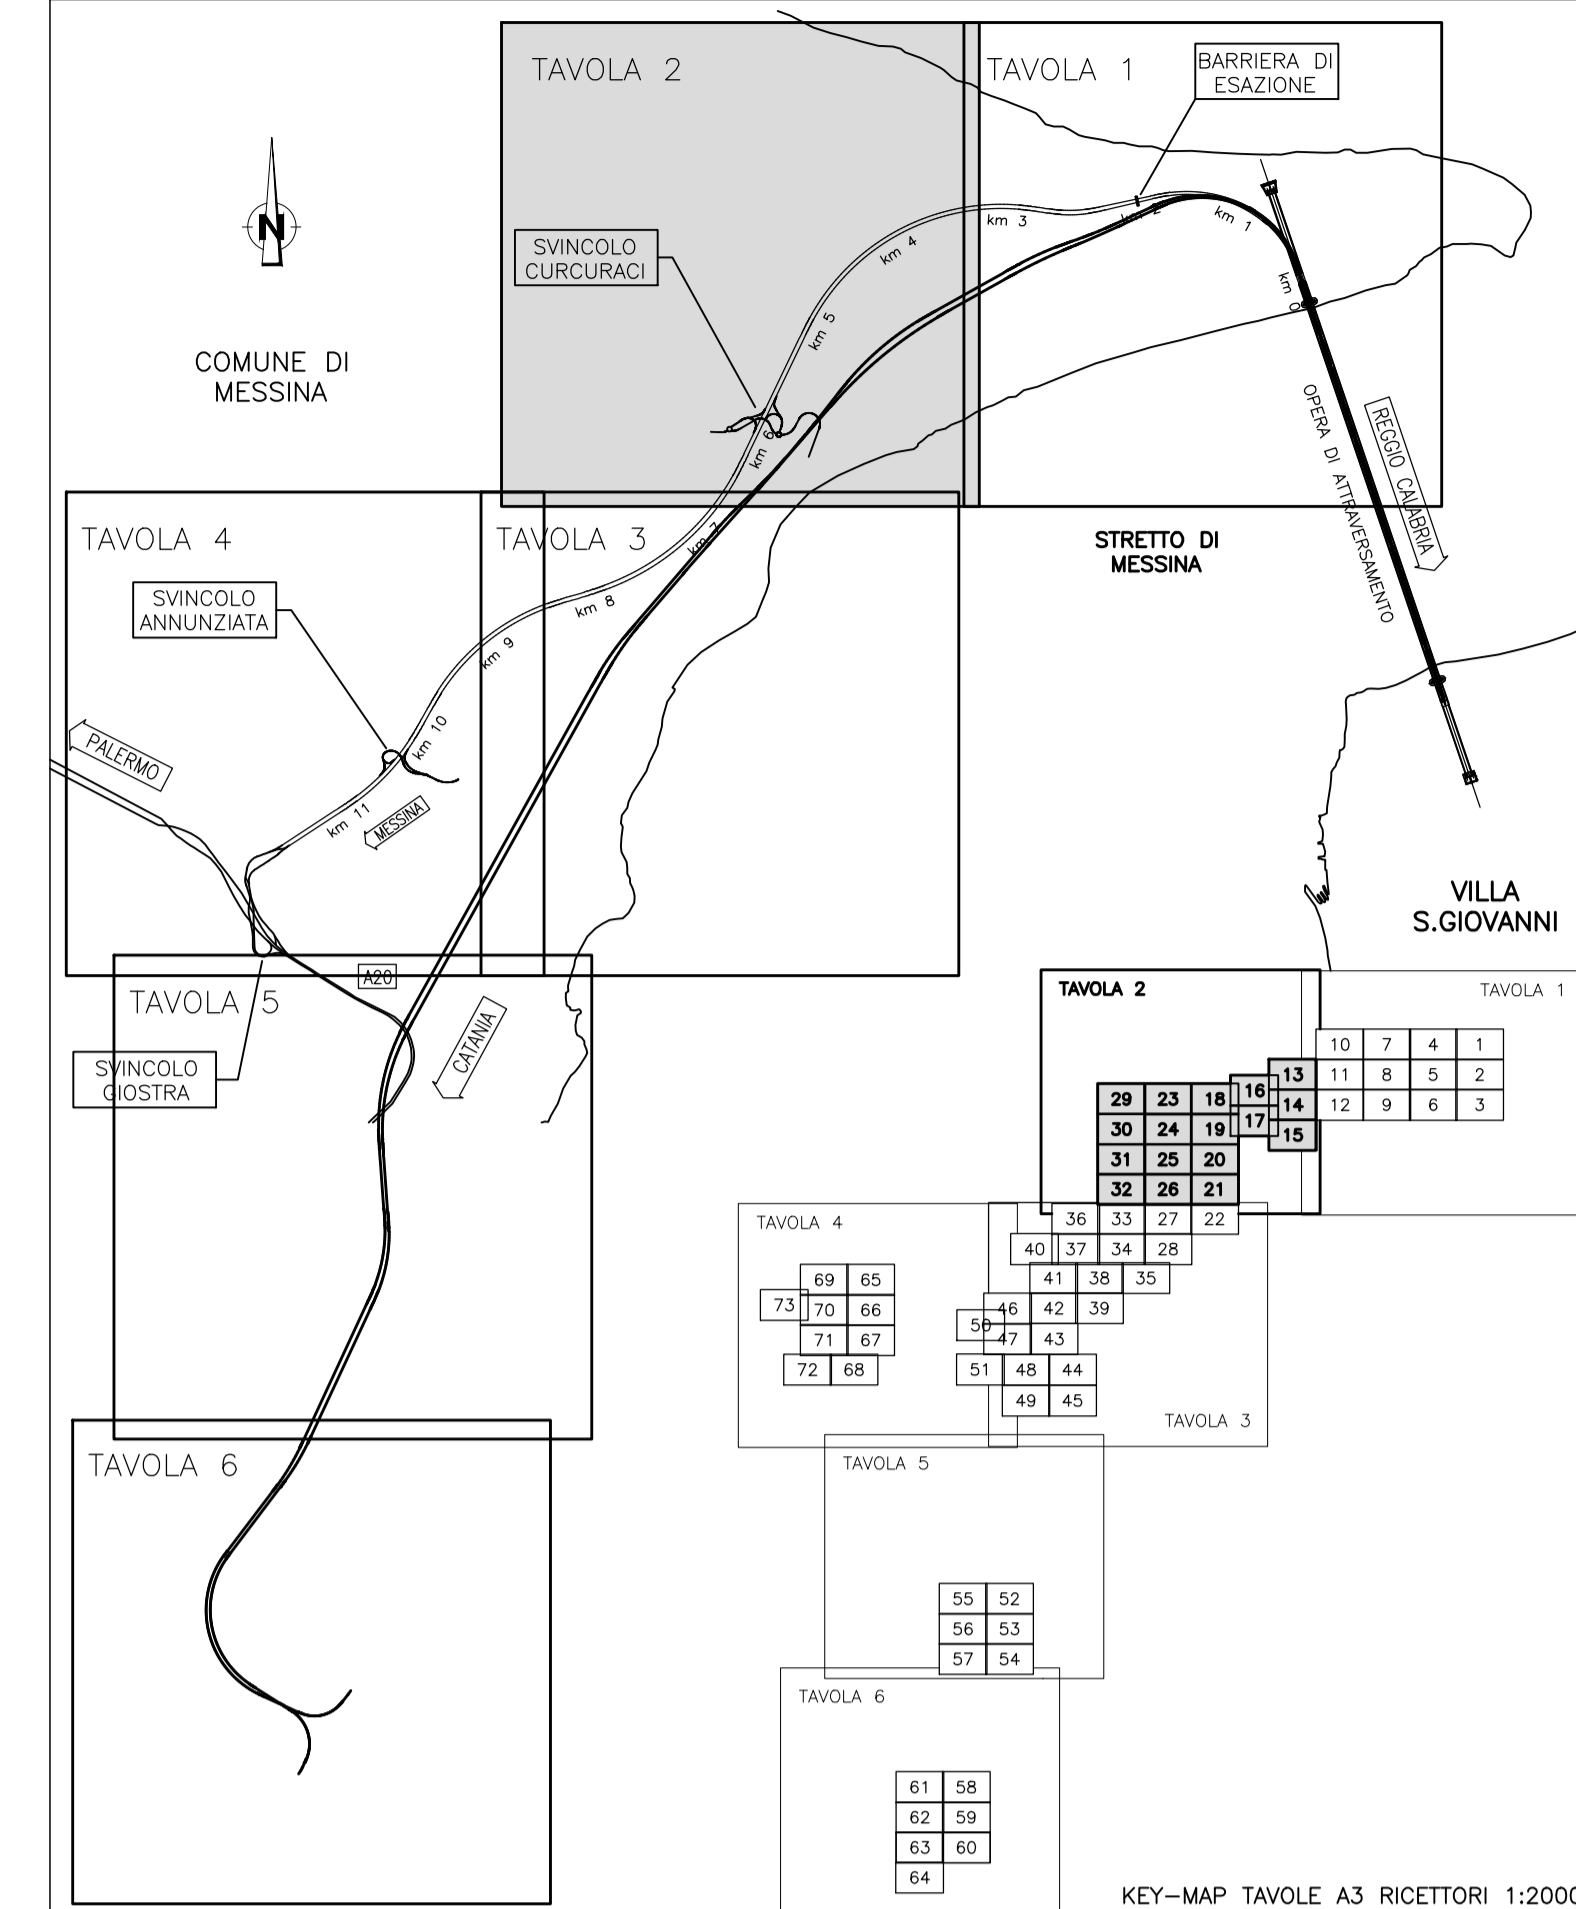 TAVOLA 2
TAVOLA 1
BARRIERA DI
ESAZIONE
N
SVINCOLO
CURCURACI
km 0
km 1
km 2
km 3
km 4
km 5
km 6
km 7
km 8
km 9
km 10
km 11
COMUNE DI
MESSINA
OPERA DI ATTRAVERSAMENTO
REGGIO CALABRIA
STRETTO DI
MESSINA
TAVOLA 4
TAVOLA 3
SVINCOLO
ANNUNZIATA
PALERMO
MESSINA
VILLA
S.GIOVANNI
A20
TAVOLA 5
CATANIA
SVINCOLO
GIOSTRA
TAVOLA 6
TAVOLA 2
TAVOLA 1
10 7 4 1
11 8 5 2
12 9 6 3
13
14
15
16
17
29 23 18
30 24 19
31 25 20
32 26 21
TAVOLA 4
36 33 27 22
40 37 34 28
41 38 35
46 42 39
50
47 43
51 48 44
49 45
TAVOLA 3
69 65
73 70 66
71 67
72 68
TAVOLA 5
55 52
56 53
57 54
TAVOLA 6
61 58
62 59
63 60
64
KEY-MAP TAVOLE A3 RICETTORI 1:2000